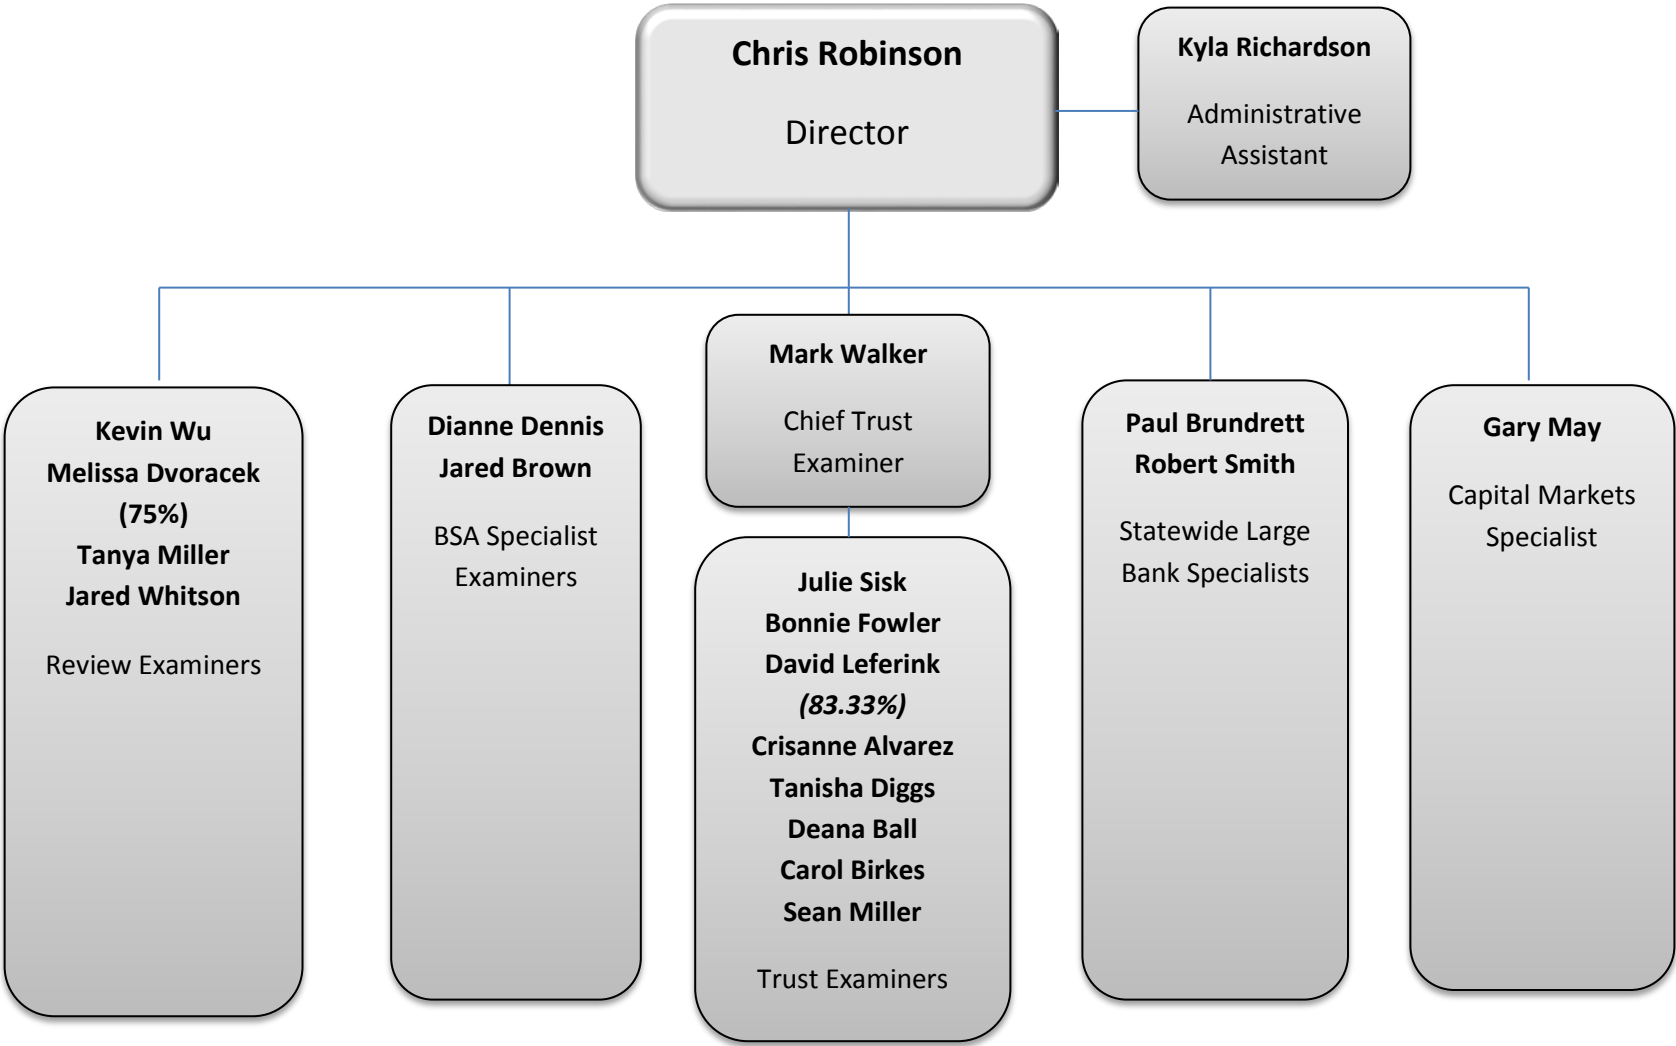 Chris Robinson
Director
Kyla Richardson
Administrative
Assistant
Kevin Wu
Melissa Dvoracek
(75%)
Tanya Miller
Jared Whitson
Review Examiners
Dianne Dennis
Jared Brown
BSA Specialist
Examiners
Mark Walker
Chief Trust
Examiner
Julie Sisk
Bonnie Fowler
David Leferink
(83.33%)
Crisanne Alvarez
Tanisha Diggs
Deana Ball
Carol Birkes
Sean Miller
Trust Examiners
Paul Brundrett
Robert Smith
Statewide Large
Bank Specialists
Gary May
Capital Markets
Specialist